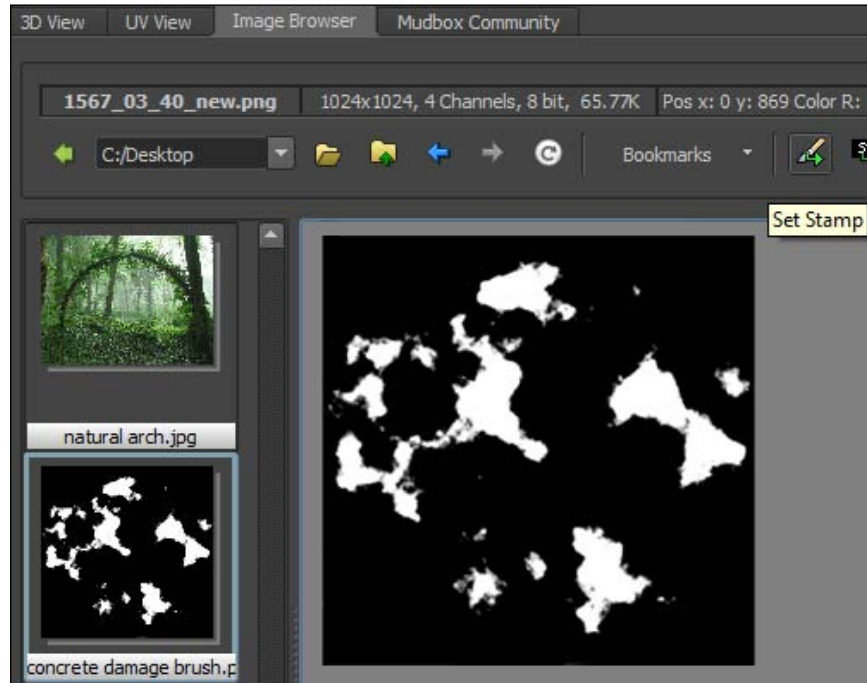 3D View UV View Image Browser Mudbox Community
1567_03_40_new.png 1024x1024, 4 Channels, 8 bit, 65.77K Pos x: 0 y: 869 Color R:
C:/Desktop Bookmarks
Set Stamp
natural arch.jpg
concrete damage brush.p